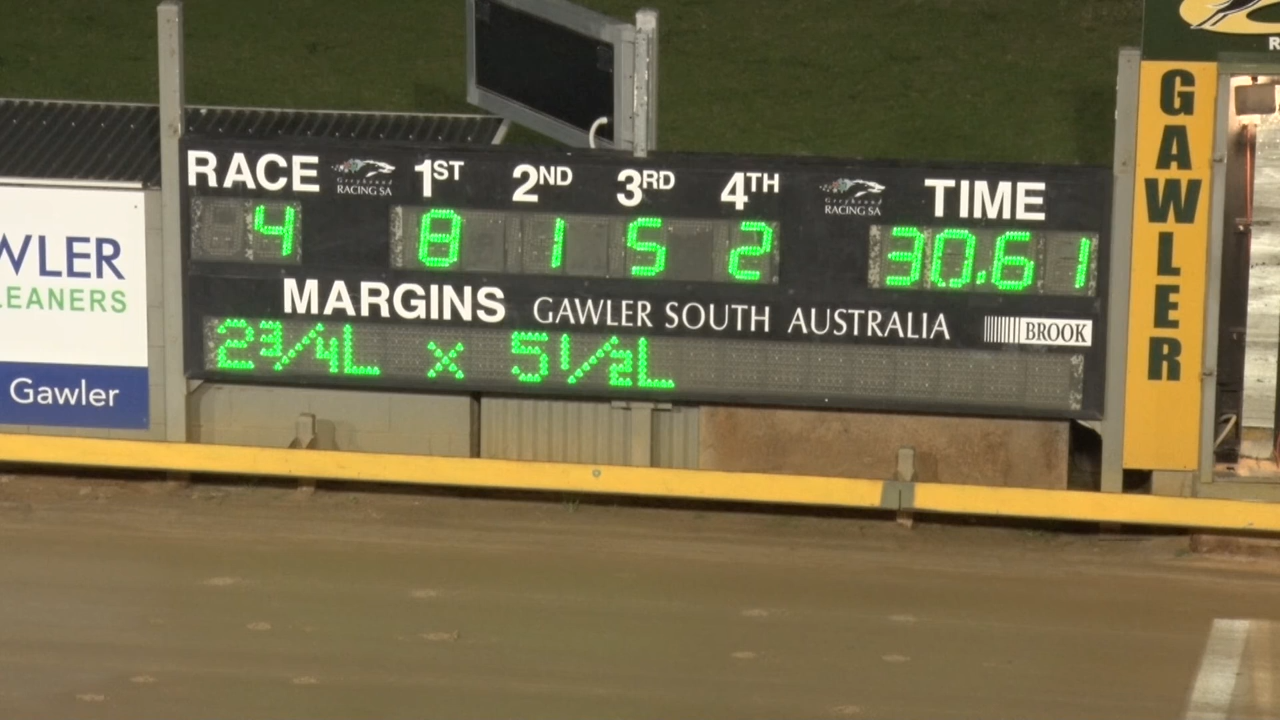 RACE Greyhound RACING SA 1ST 2ND 3RD 4TH Greyhound RACING SA TIME
4 8 1 5 2 30.61
MARGINS GAWLER SOUTH AUSTRALIA BROOK
2¾L x 5½L
WLER
LEANERS
Gawler
R
GAWLER